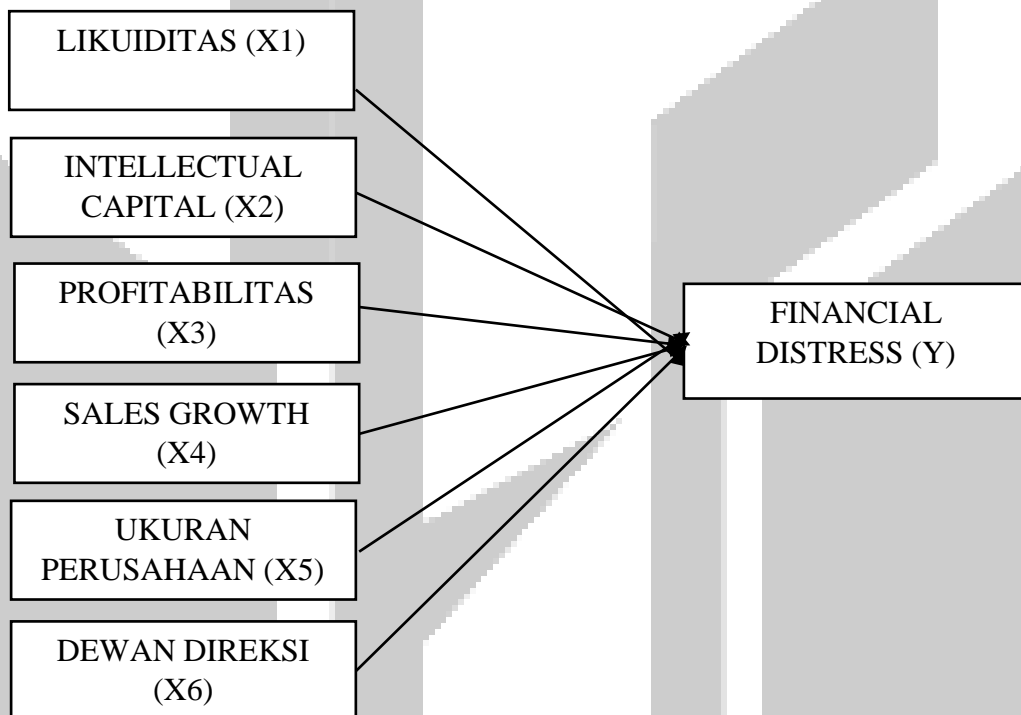 LIKUIDITAS (X1)
INTELLECTUAL
CAPITAL (X2)
PROFITABILITAS
(X3)
SALES GROWTH
(X4)
UKURAN
PERUSAHAAN (X5)
DEWAN DIREKSI
(X6)
FINANCIAL
DISTRESS (Y)